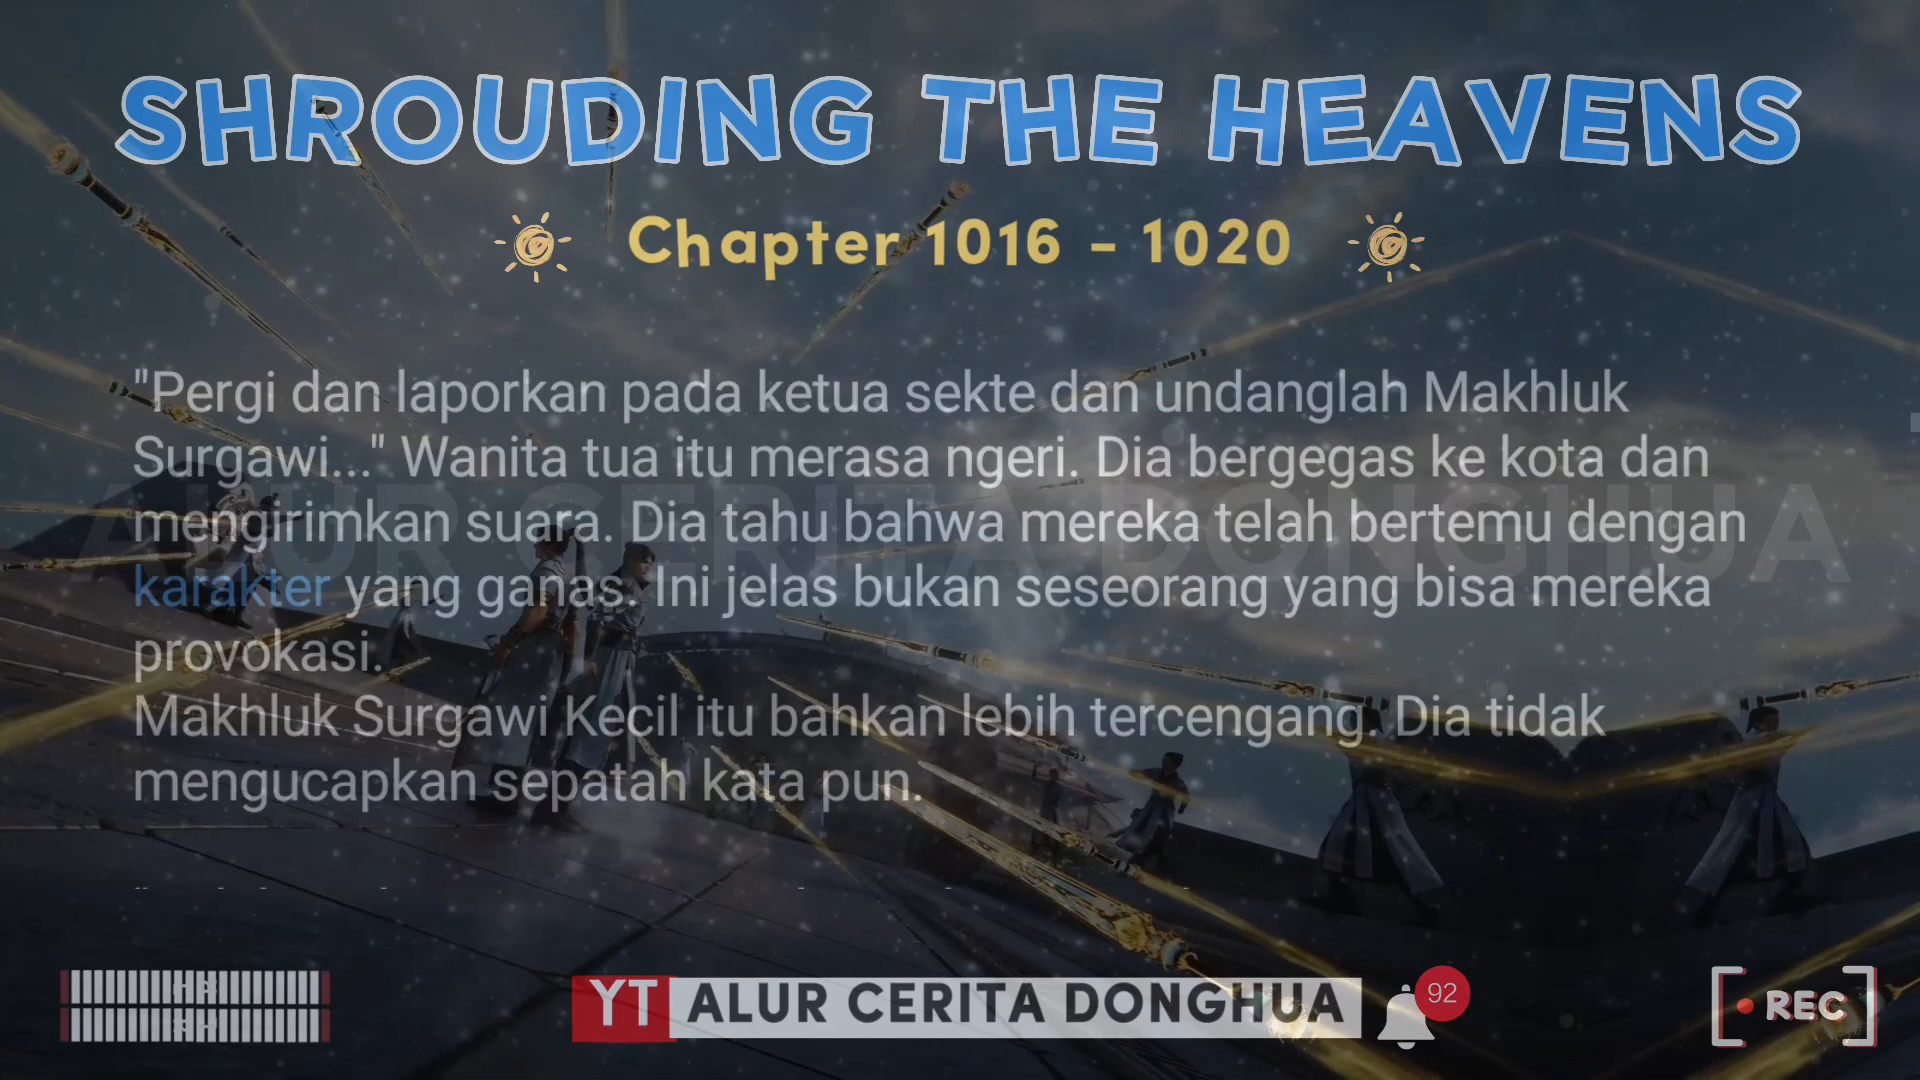 SHROUDING THE HEAVENS
Chapter 1016 - 1020
"Pergi dan laporkan pada ketua sekte dan undanglah Makhluk
Surgawi..." Wanita tua itu merasa ngeri. Dia bergegas ke kota dan
mengirimkan suara. Dia tahu bahwa mereka telah bertemu dengan
karakter yang ganas. Ini jelas bukan seseorang yang bisa mereka
provokasi.
Makhluk Surgawi Kecil itu bahkan lebih tercengang. Dia tidak
mengucapkan sepatah kata pun.
ALUR CERITA DONGHUA
YT ALUR CERITA DONGHUA
92
REC